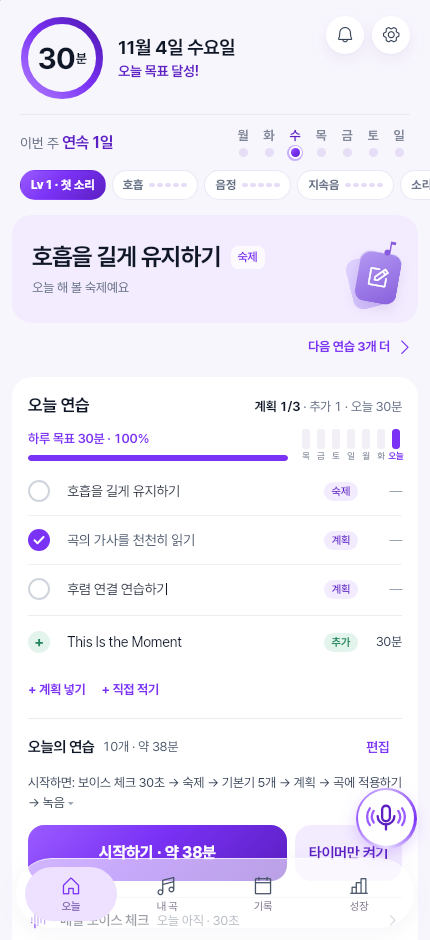 30분
11월 4일 수요일
오늘 목표 달성!
이번 주 연속 1일
월 화 수 목 금 토 일
Lv 1 · 첫 소리
호흡
음정
지속음
호흡을 길게 유지하기 숙제
오늘 해 볼 숙제예요
다음 연습 3개 더
오늘 연습
계획 1/3 · 추가 1 · 오늘 30분
하루 목표 30분 · 100%
목 금 토 일 월 화 오늘
호흡을 길게 유지하기 숙제 —
곡의 가사를 천천히 읽기 계획 —
후렴 연결 연습하기 계획 —
This Is the Moment 추가 30분
+ 계획 넣기 + 직접 적기
오늘의 연습 10개 · 약 38분 편집
시작하면: 보이스 체크 30초 → 숙제 → 기본기 5개 → 계획 → 곡에 적용하기
→ 녹음
시작하기 · 약 38분
타이머만 켜기
오늘 내 곡 기록 성장
보이스 체크 오늘 아직 · 30초